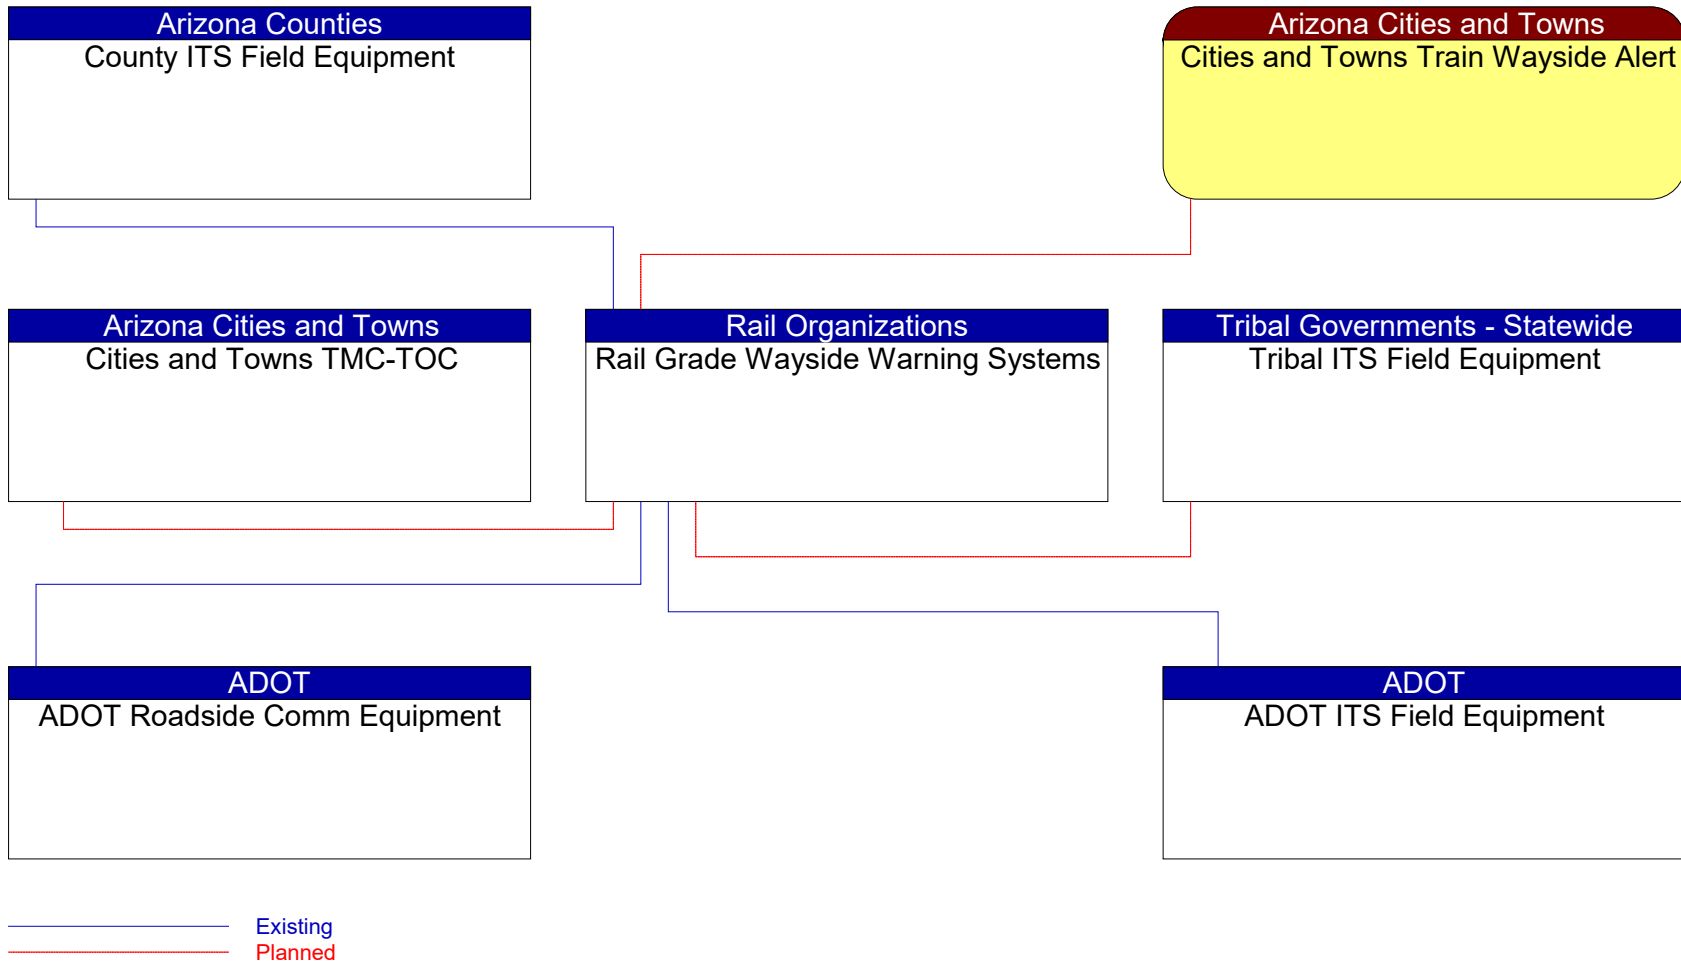 Arizona Counties
County ITS Field Equipment
Arizona Cities and Towns
Cities and Towns Train Wayside Alert
Arizona Cities and Towns
Cities and Towns TMC-TOC
Rail Organizations
Rail Grade Wayside Warning Systems
Tribal Governments - Statewide
Tribal ITS Field Equipment
ADOT
ADOT Roadside Comm Equipment
ADOT
ADOT ITS Field Equipment
Existing
Planned